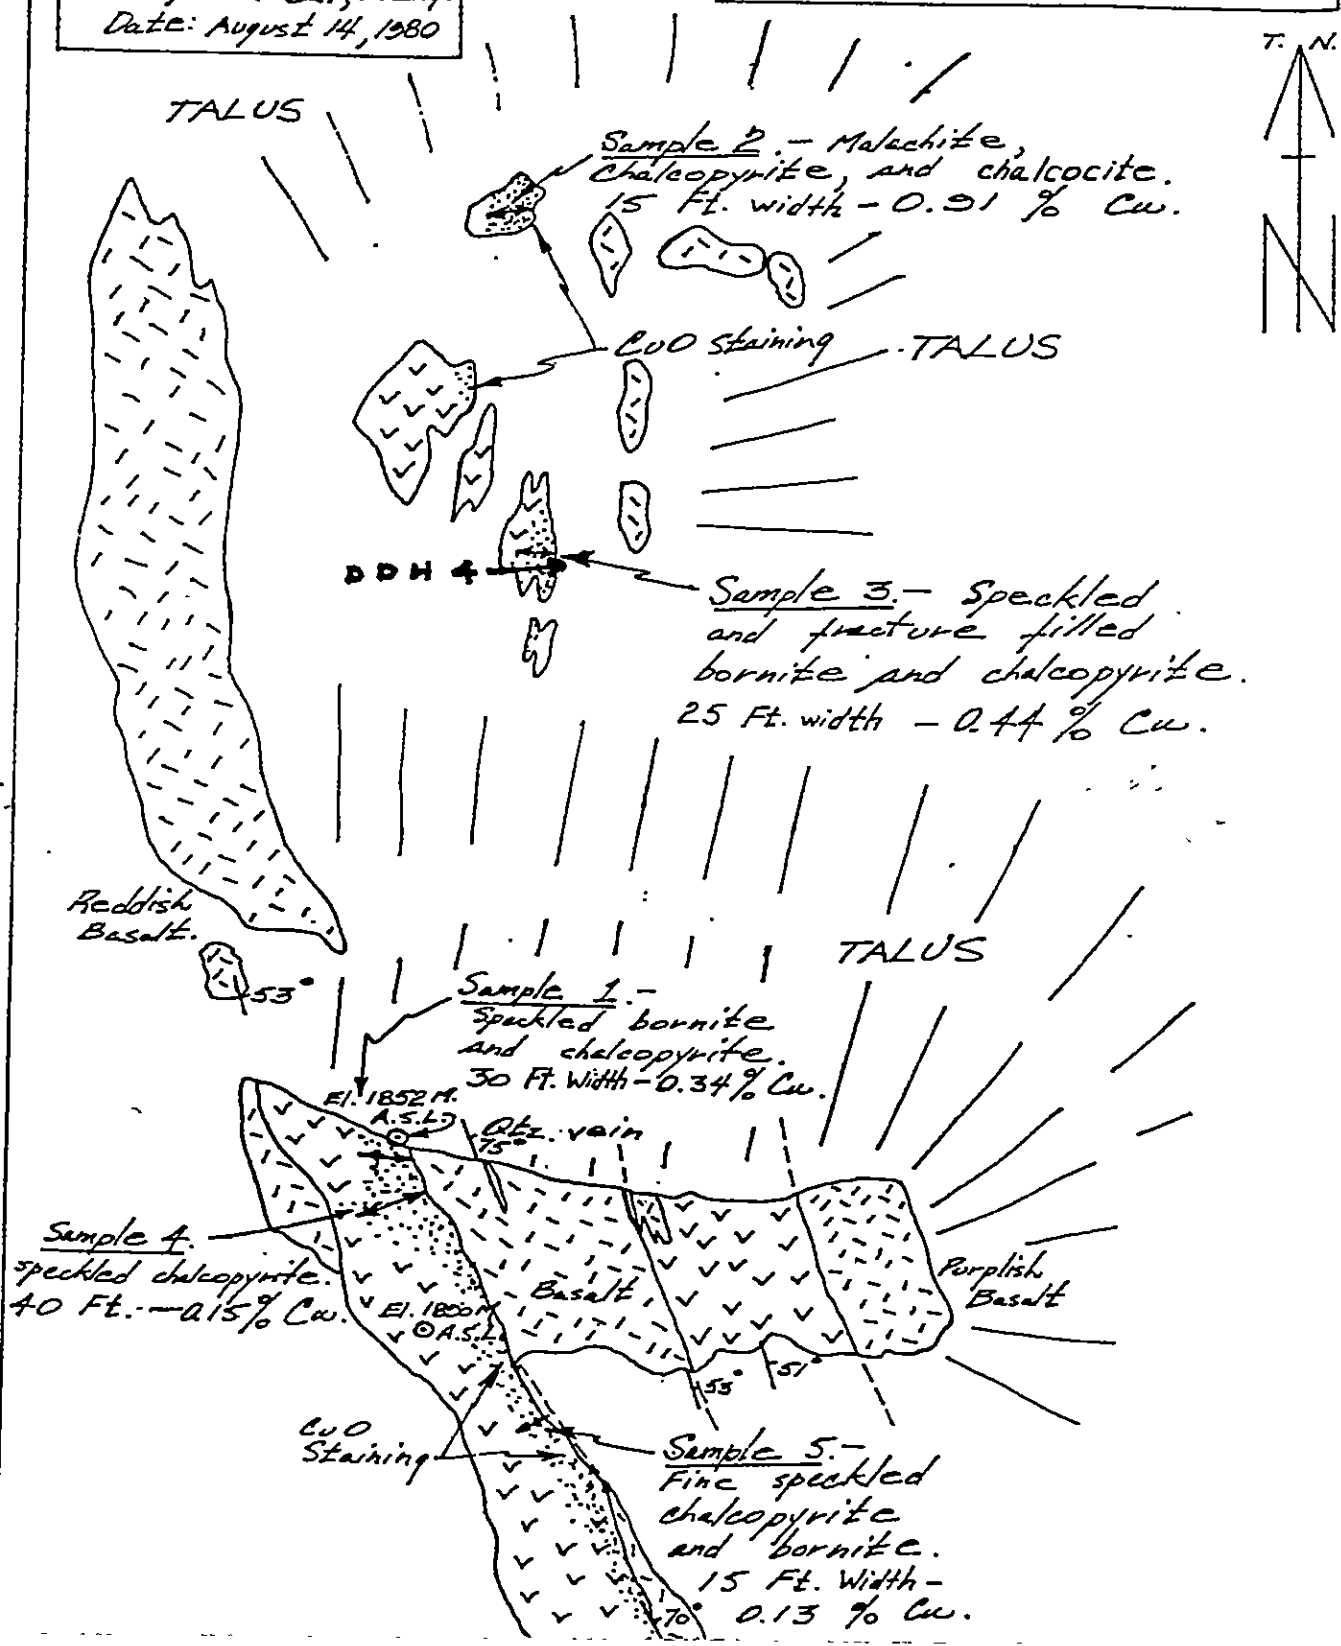 Date: August 14, 1980
T. N.
N
TALUS
Sample 2.- Malachite,
Chalcopyrite, and chalcocite.
15 Ft. width - 0.91 % Cu.
CuO staining
TALUS
DDH 4
Sample 3.- Speckled
and fracture filled
bornite and chalcopyrite.
25 Ft. width - 0.44 % Cu.
Reddish
Basalt.
53°
TALUS
Sample 1.-
Speckled bornite
and chalcopyrite.
30 Ft. Width - 0.34 % Cu.
El. 1852 M.
A.S.L.
Qtz. vein
75°
Sample 4.
speckled chalcopyrite.
40 Ft. - 0.15% Cu.
Basalt
Purplish
Basalt
El. 1850 M
A.S.L.
53°
51°
CuO
Staining
Sample 5.-
Fine speckled
chalcopyrite
and bornite.
15 Ft. Width -
0.13 % Cu.
70°